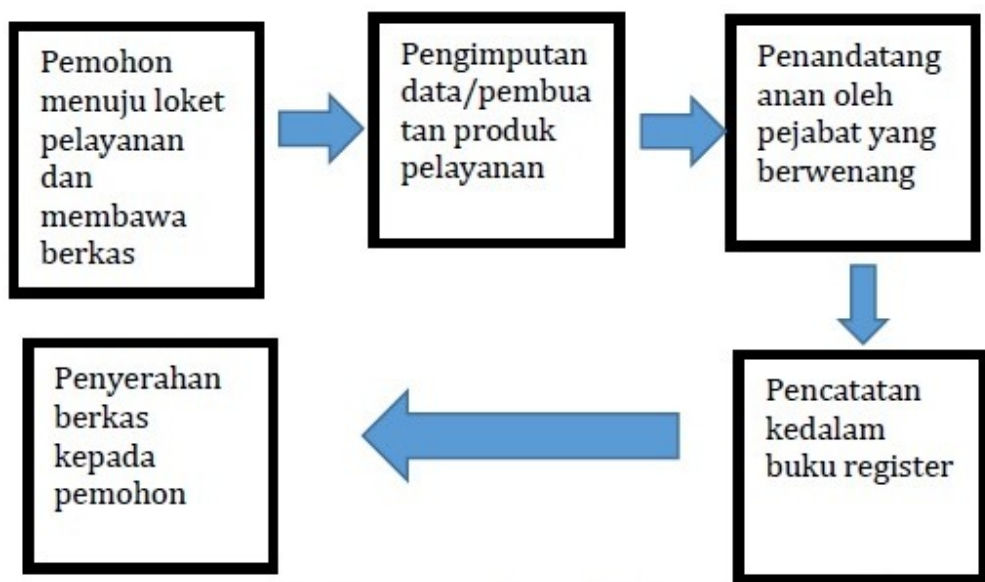 Pemohon
menuju loket
pelayanan
dan
membawa
berkas
Pengimputan
data/pembua
tan produk
pelayanan
Penandatang
anan oleh
pejabat yang
berwenang
Pencatatan
kedalam
buku register
Penyerahan
berkas
kepada
pemohon